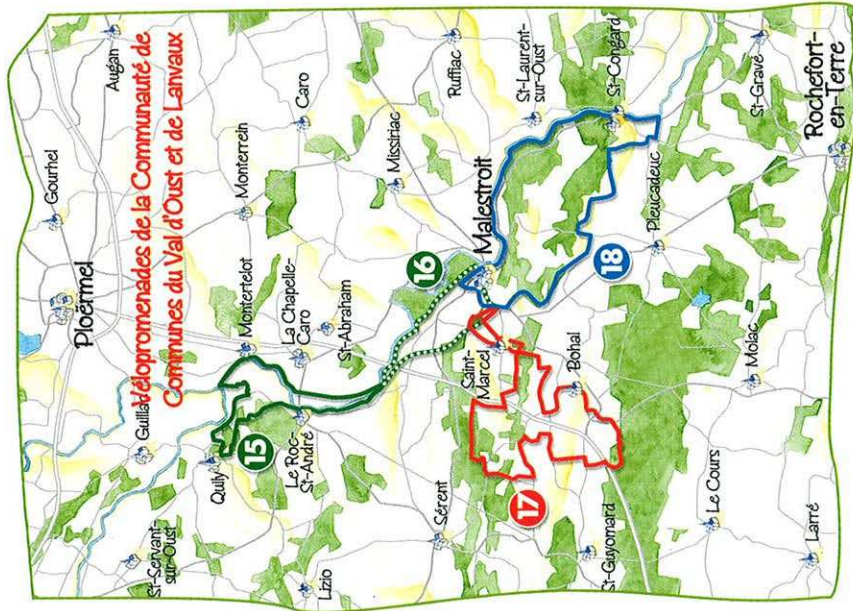 Vélopromenades de la Communauté de
Communes du Val d'Oust et de Lanvaux
Ploërmel
Gourhel
Augan
Guilla
St-Servant-
sur-Oust
Quily
15
Montertelot
Monterrein
La Chapelle-
Caro
Caro
Le Roc-
St-André
Lizio
St-Abraham
16
Missiriac
Ruffiac
Sérent
Malestroit
Saint-
Marcel
17
St-Laurent-
sur-Oust
Bohal
18
St-Guyomard
St-Congard
Pleucadeuc
Le Cours
Molac
St-Gravé
Larré
Rochefort-
en-Terre